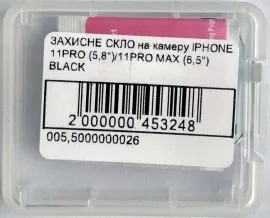 ЗАХИСНЕ СКЛО на камеру IPHONE
11PRO (5,8")/11PRO MAX (6,5")
BLACK
2 000000 453248
005,5000000026